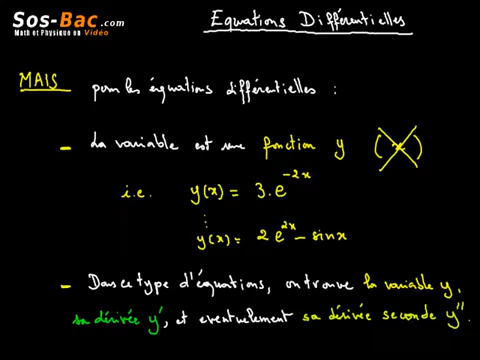 Sos-Bac.com
Math et Physique en Vidéo
Equations Différentielles
MAIS pour les équations différentielles :
- La variable est une fonction y (x)
i.e. y(x) = 3.e^{-2x}
⋮
y(x) = 2e^{2x} - sinx
- Dans ce type d'équations, on trouve la variable y,
sa dérivée y', et eventuelement sa dérivée seconde y''.